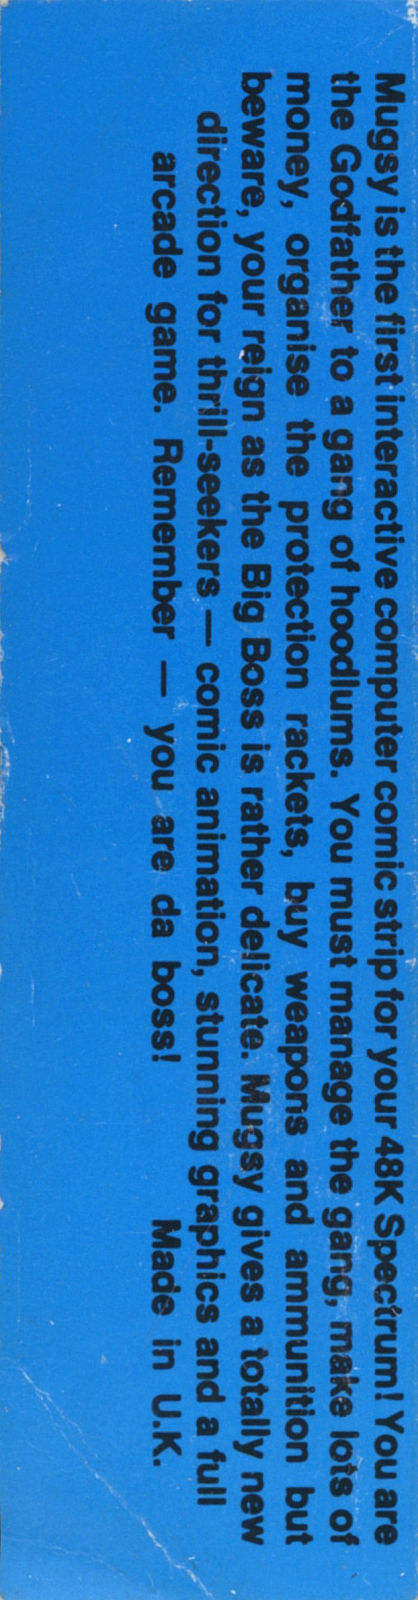 Mugsy is the first interactive computer comic strip for your 48K Spectrum! You are
the Godfather to a gang of hoodlums. You must manage the gang, make lots of
money, organise the protection rackets, buy weapons and ammunition but
beware, your reign as the Big Boss is rather delicate. Mugsy gives a totally new
direction for thrill-seekers — comic animation, stunning graphics and a full
arcade game. Remember — you are da boss! Made in U.K.